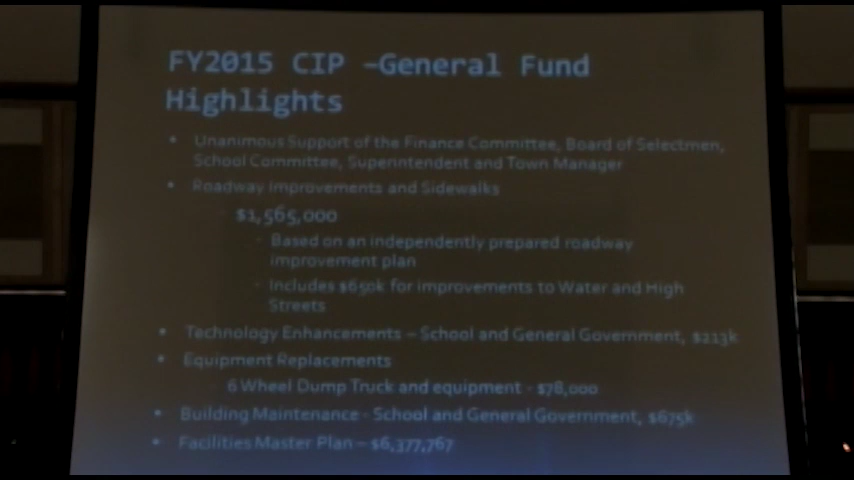 FY2015 CIP –General Fund
Highlights
• Unanimous Support of the Finance Committee, Board of Selectmen,
School Committee, Superintendent and Town Manager
• Roadway improvements and Sidewalks
$1,565,000
- Based on an independently prepared roadway
improvement plan
- Includes $650k for improvements to Water and High
Streets
• Technology Enhancements – School and General Government, $213k
• Equipment Replacements
6 Wheel Dump Truck and equipment - $78,000
• Building Maintenance - School and General Government, $675k
• Facilities Master Plan – $6,377,767